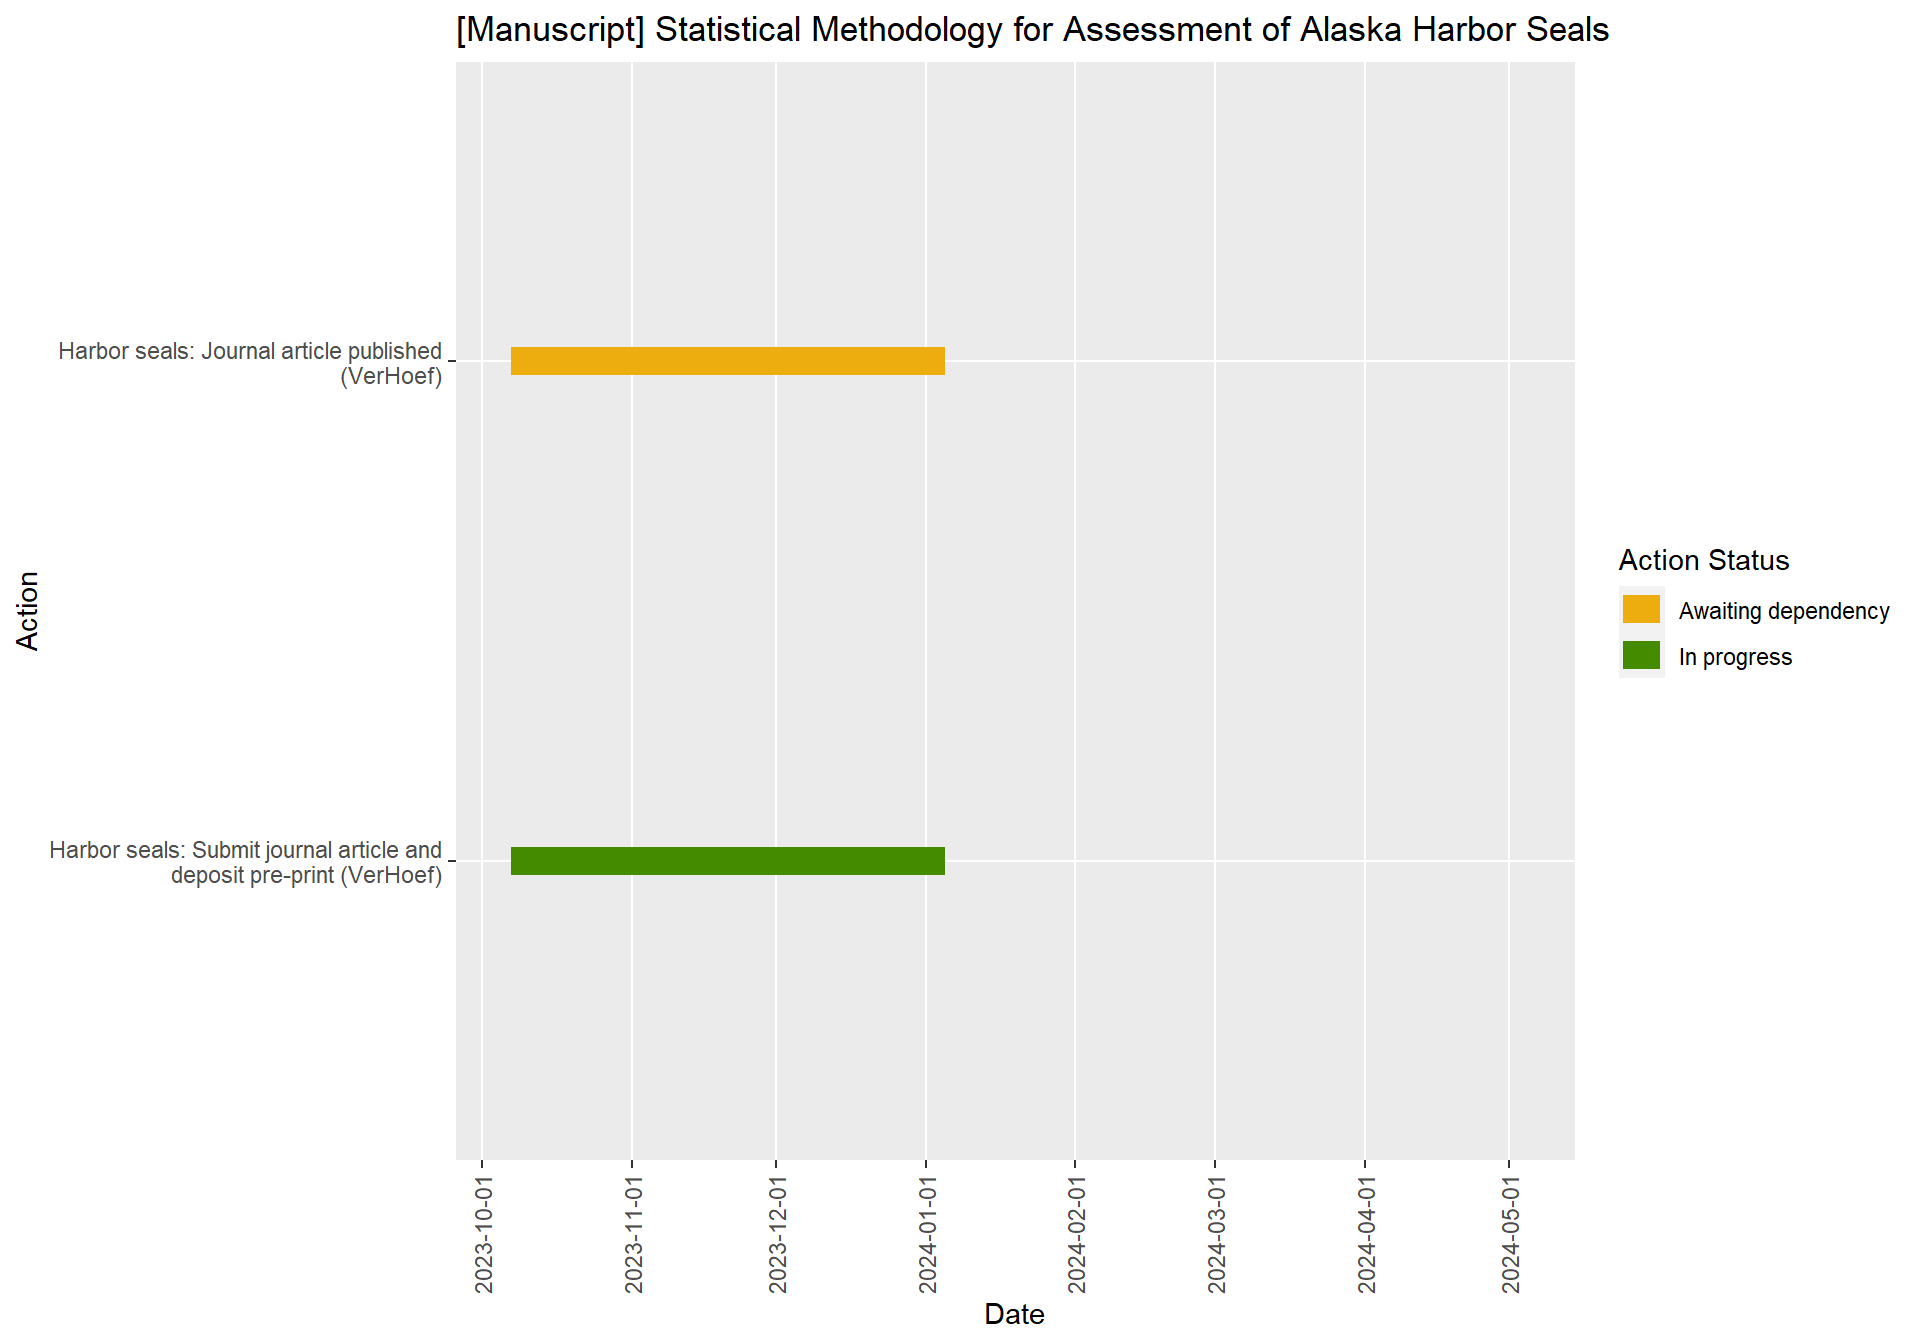 [Manuscript] Statistical Methodology for Assessment of Alaska Harbor Seals
Action
Harbor seals: Journal article published
(VerHoef)
Harbor seals: Submit journal article and
deposit pre-print (VerHoef)
2023-10-01
2023-11-01
2023-12-01
2024-01-01
2024-02-01
2024-03-01
2024-04-01
2024-05-01
Date
Action Status
Awaiting dependency
In progress